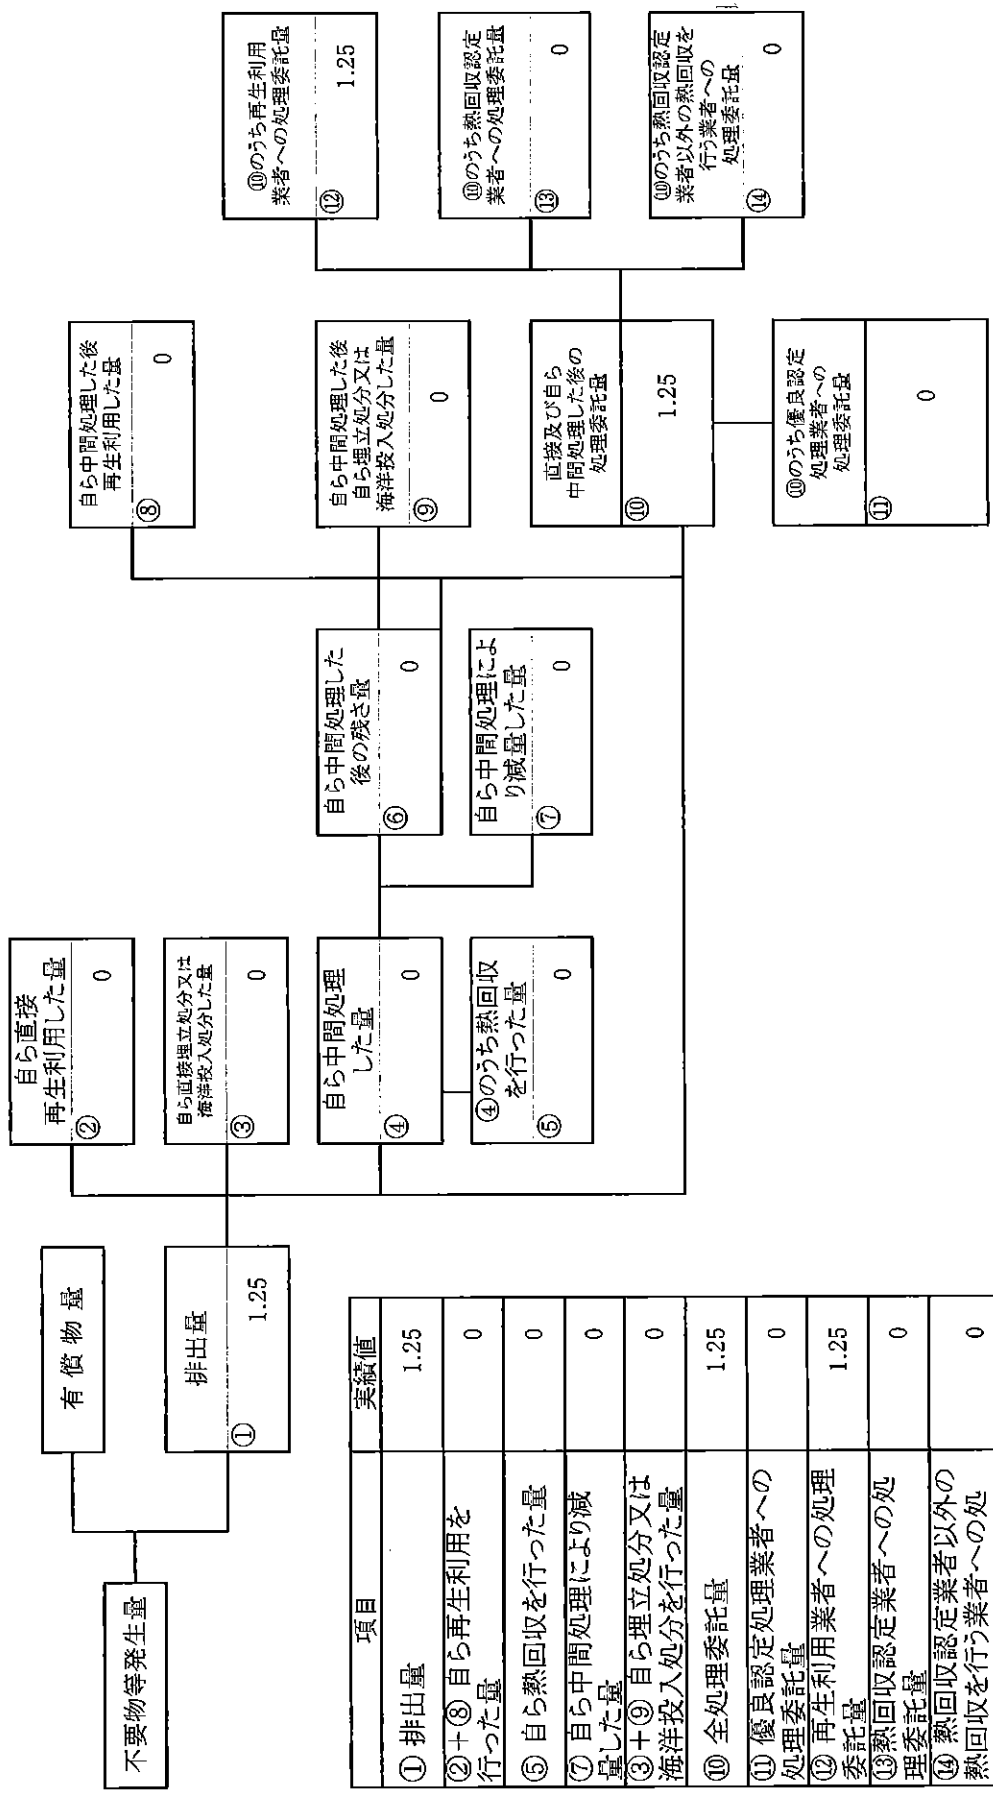 不要物等発生量
有償物量
排出量
①
1.25
自ら直接
再生利用した量
②
0
自ら直接埋立処分又は
海洋投入処分した量
③
0
自ら中間処理
した量
④
0
④のうち熱回収
を行った量
⑤
0
自ら中間処理した
後の残さ量
⑥
0
自ら中間処理によ
り減量した量
⑦
0
自ら中間処理した後
再生利用した量
⑧
0
自ら中間処理した後
自ら埋立処分又は
海洋投入処分した量
⑨
0
直接及び自ら
中間処理した後の
処理委託量
⑩
1.25
⑩のうち優良認定
処理業者への
処理委託量
⑪
0
⑩のうち再生利用
業者への処理委託量
⑫
1.25
⑩のうち熱回収認定
業者への処理委託量
⑬
0
⑩のうち熱回収認定
業者以外の熱回収を
行う業者への
処理委託量
⑭
0
項目 実績値
① 排出量 1.25
②+⑧ 自ら再生利用を
行った量 0
⑤ 自ら熱回収を行った量 0
⑦ 自ら中間処理により減
量した量 0
③+⑨ 自ら埋立処分又は
海洋投入処分を行った量 0
⑩ 全処理委託量 1.25
⑪ 優良認定処理業者への
処理委託量 0
⑫ 再生利用業者への処理
委託量 1.25
⑬熱回収認定業者への処
理委託量 0
⑭ 熱回収認定業者以外の
熱回収を行う業者への処 0